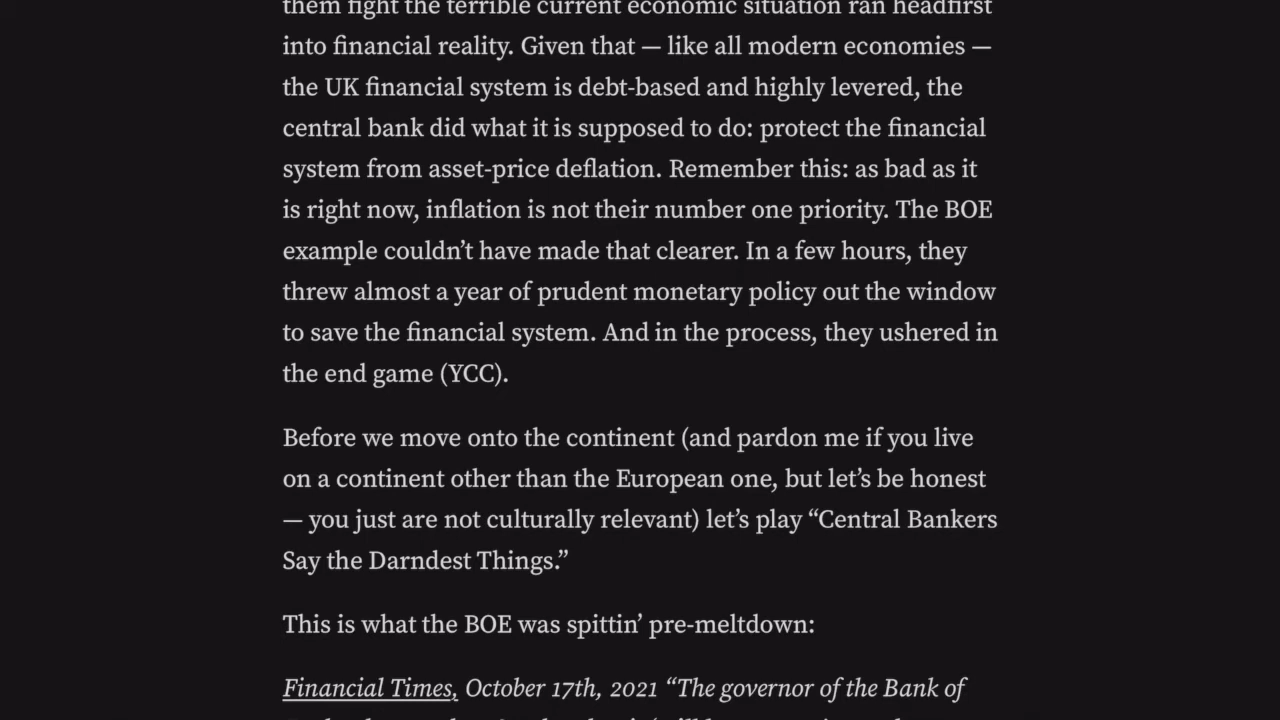 them fight the terrible current economic situation ran headfirst
into financial reality. Given that — like all modern economies —
the UK financial system is debt-based and highly levered, the
central bank did what it is supposed to do: protect the financial
system from asset-price deflation. Remember this: as bad as it
is right now, inflation is not their number one priority. The BOE
example couldn’t have made that clearer. In a few hours, they
threw almost a year of prudent monetary policy out the window
to save the financial system. And in the process, they ushered in
the end game (YCC).
Before we move onto the continent (and pardon me if you live
on a continent other than the European one, but let’s be honest
— you just are not culturally relevant) let’s play “Central Bankers
Say the Darndest Things.”
This is what the BOE was spittin’ pre-meltdown:
Financial Times, October 17th, 2021 “The governor of the Bank of